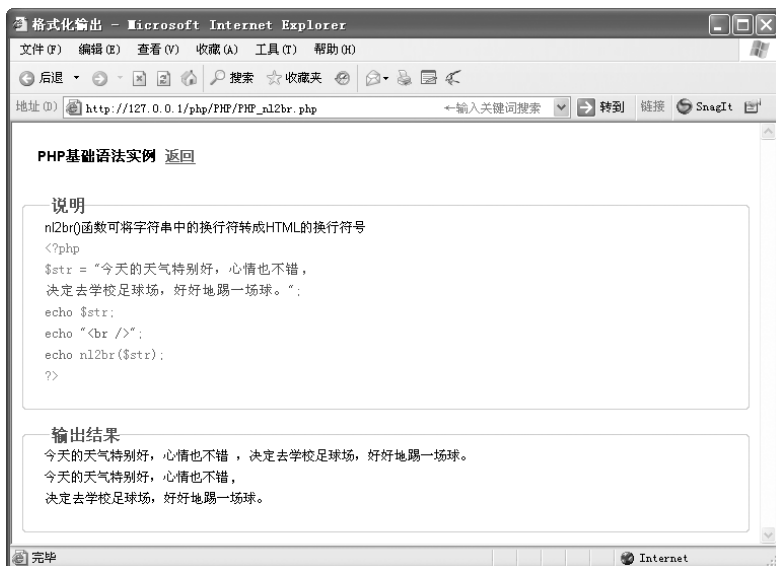 格式化输出 - Microsoft Internet Explorer
文件(F) 编辑(E) 查看(V) 收藏(A) 工具(T) 帮助(H)
后退 搜索 收藏夹
地址(D) http://127.0.0.1/php/PHP/PHP_nl2br.php ←输入关键词搜索 转到 链接 SnagIt
PHP基础语法实例 返回
说明
nl2br()函数可将字符串中的换行符转成HTML的换行符号
<?php
$str = "今天的天气特别好，心情也不错，
决定去学校足球场，好好地踢一场球。";
echo $str;
echo "<br />";
echo nl2br($str);
?>
输出结果
今天的天气特别好，心情也不错 ，决定去学校足球场，好好地踢一场球。
今天的天气特别好，心情也不错，
决定去学校足球场，好好地踢一场球。
完毕 Internet